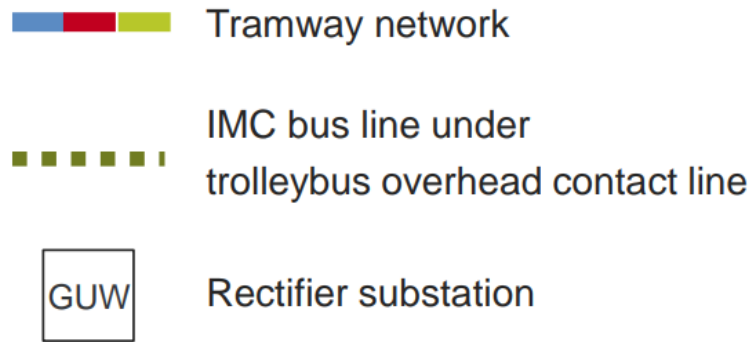 Tramway network
IMC bus line under
trolleybus overhead contact line
GUW
Rectifier substation